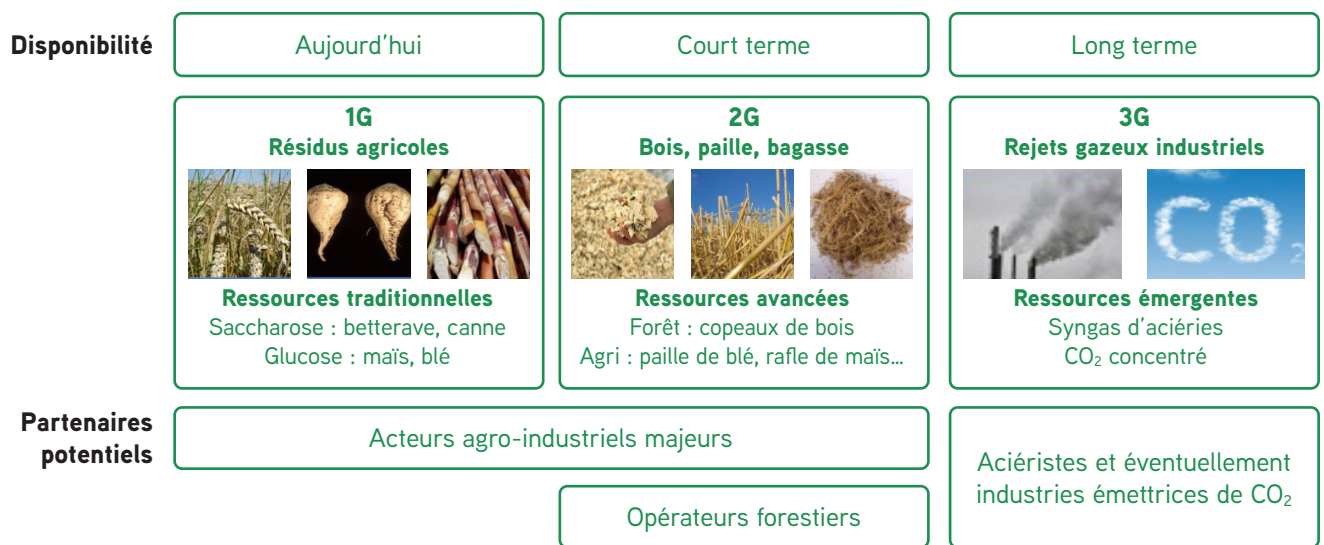 Disponibilité
Aujourd’hui
Court terme
Long terme
1G
Résidus agricoles
Ressources traditionnelles
Saccharose : betterave, canne
Glucose : maïs, blé
2G
Bois, paille, bagasse
Ressources avancées
Forêt : copeaux de bois
Agri : paille de blé, rafle de maïs…
3G
Rejets gazeux industriels
CO₂
Ressources émergentes
Syngas d’aciéries
CO₂ concentré
Partenaires
potentiels
Acteurs agro-industriels majeurs
Opérateurs forestiers
Aciéristes et éventuellement
industries émettrices de CO₂